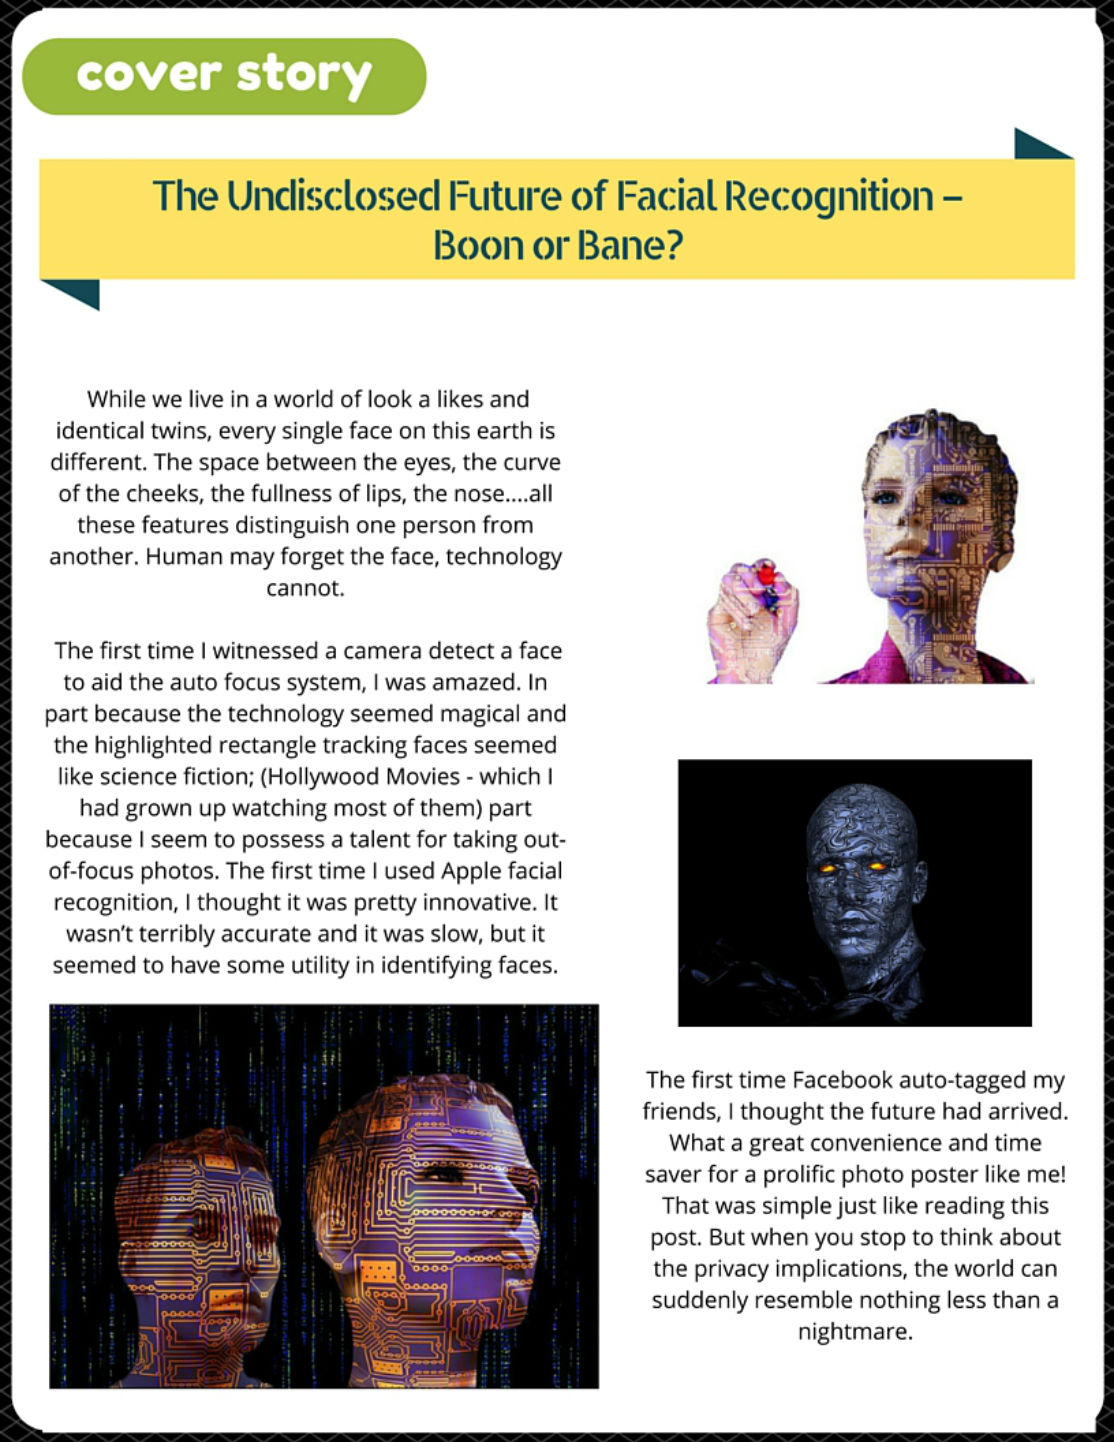 cover story
The Undisclosed Future of Facial Recognition –
Boon or Bane?
While we live in a world of look a likes and
identical twins, every single face on this earth is
different. The space between the eyes, the curve
of the cheeks, the fullness of lips, the nose....all
these features distinguish one person from
another. Human may forget the face, technology
cannot.
The first time I witnessed a camera detect a face
to aid the auto focus system, I was amazed. In
part because the technology seemed magical and
the highlighted rectangle tracking faces seemed
like science fiction; (Hollywood Movies - which I
had grown up watching most of them) part
because I seem to possess a talent for taking out-
of-focus photos. The first time I used Apple facial
recognition, I thought it was pretty innovative. It
wasn’t terribly accurate and it was slow, but it
seemed to have some utility in identifying faces.
The first time Facebook auto-tagged my
friends, I thought the future had arrived.
What a great convenience and time
saver for a prolific photo poster like me!
That was simple just like reading this
post. But when you stop to think about
the privacy implications, the world can
suddenly resemble nothing less than a
nightmare.